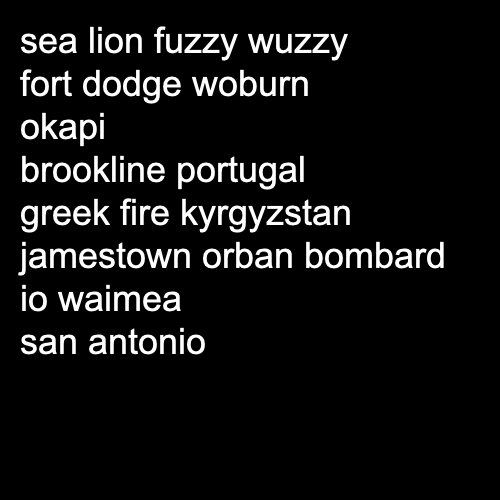 sea lion fuzzy wuzzy
fort dodge woburn
okapi
brookline portugal
greek fire kyrgyzstan
jamestown orban bombard
io waimea
san antonio